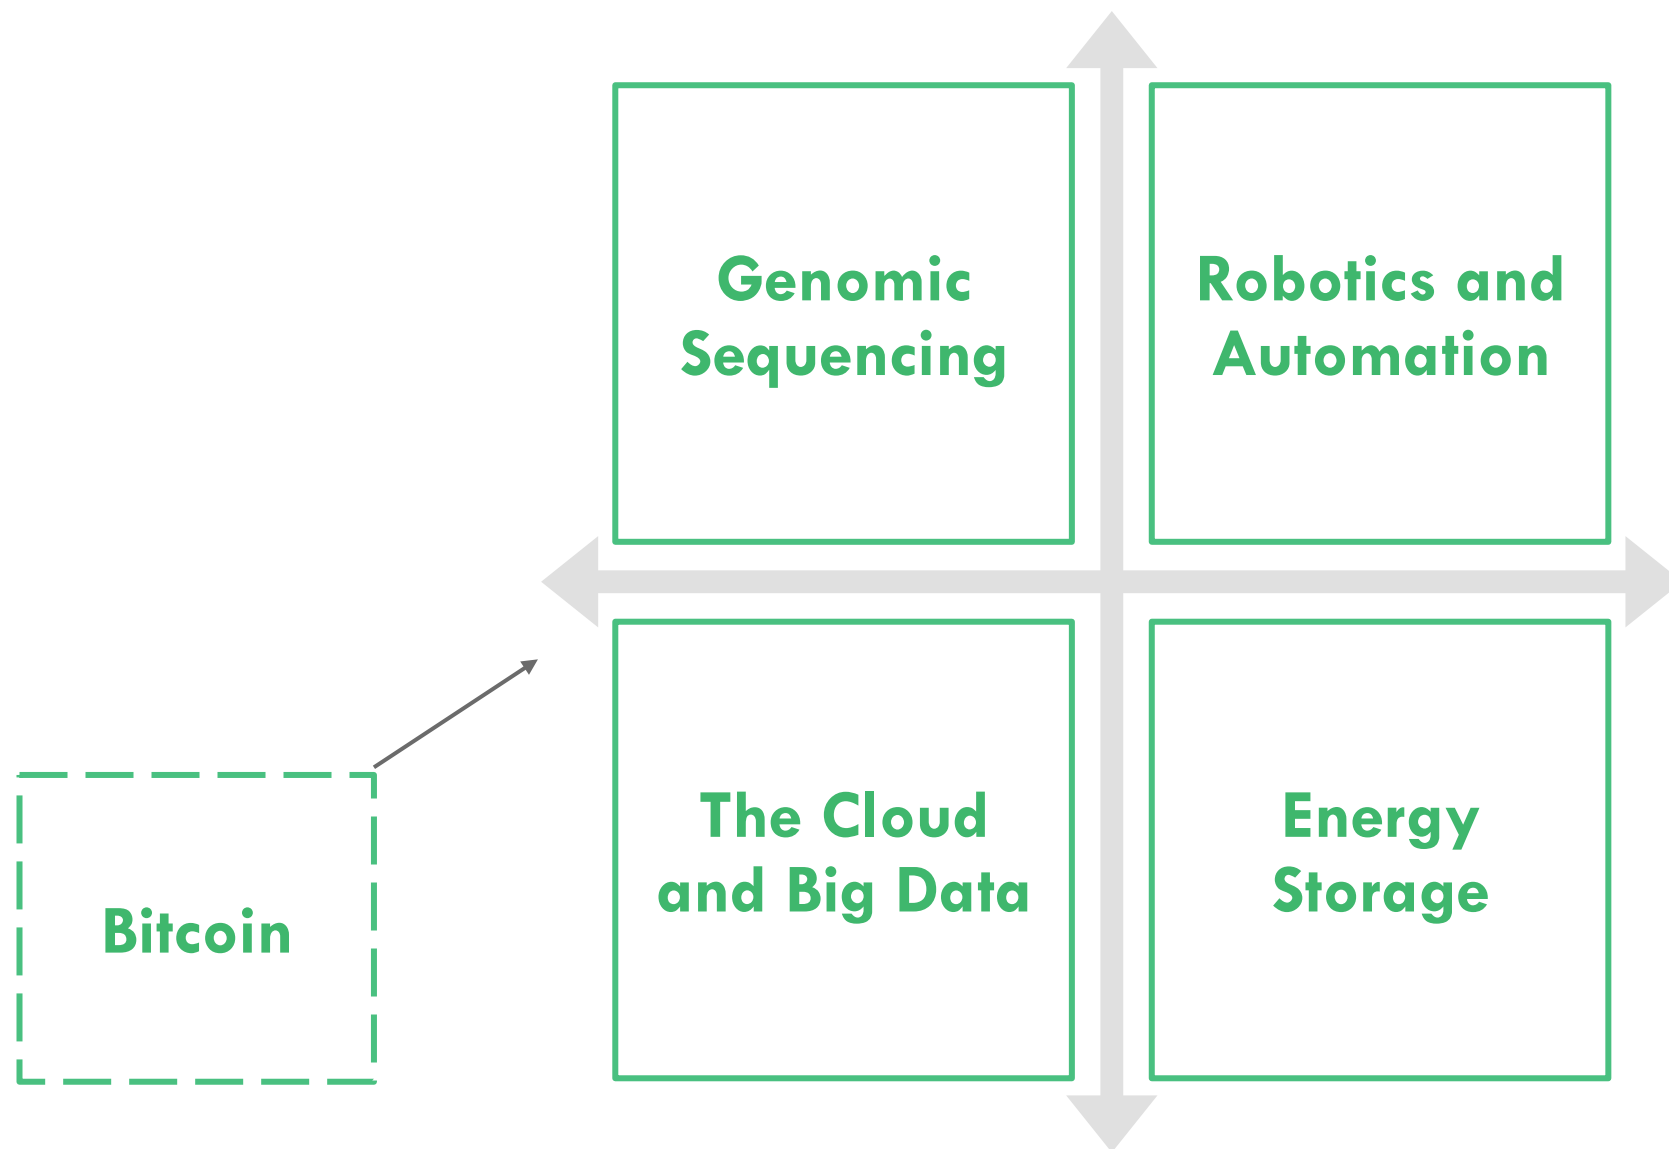 Genomic
Sequencing
Robotics and
Automation
The Cloud
and Big Data
Energy
Storage
Bitcoin